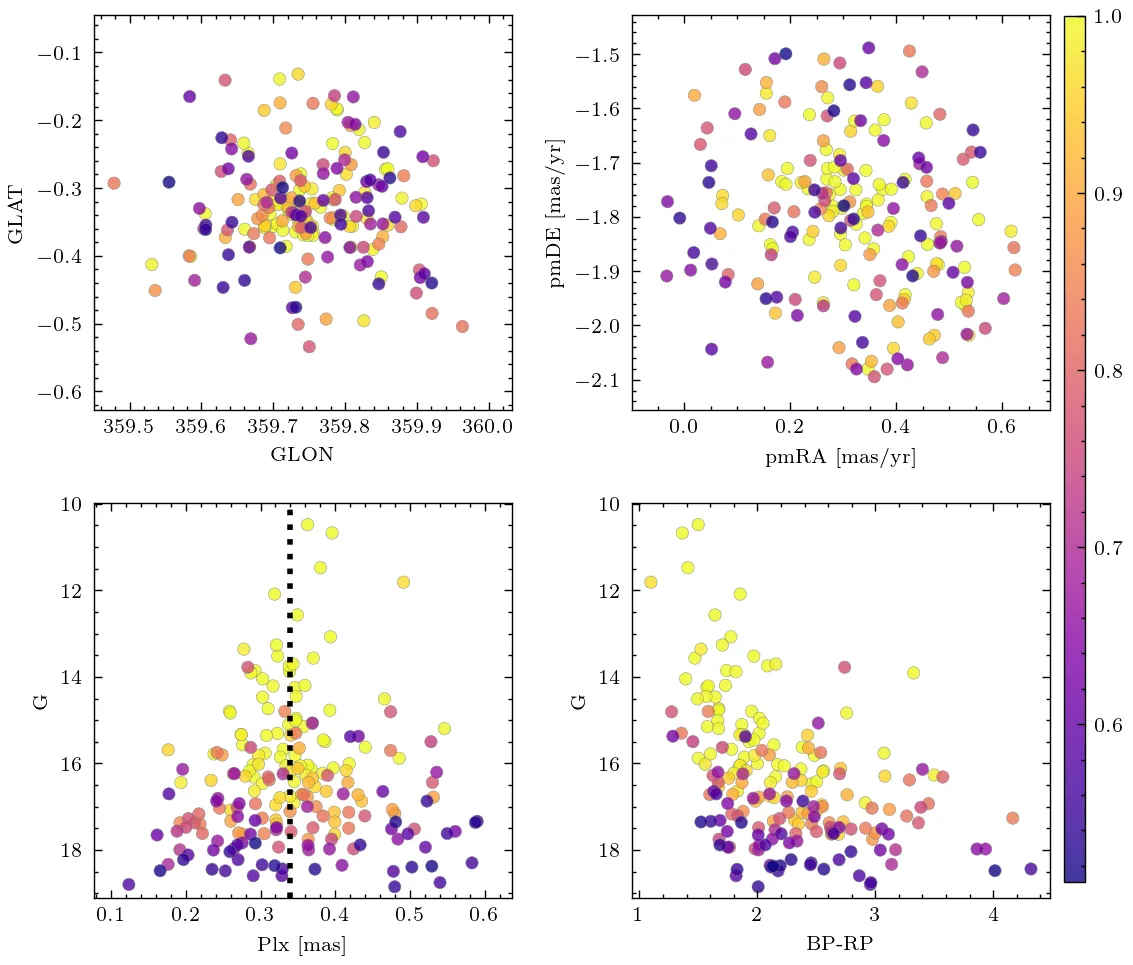 −0.1
−0.2
−0.3
−0.4
−0.5
−0.6
GLAT
359.5 359.6 359.7 359.8 359.9 360.0
GLON
−1.5
−1.6
−1.7
−1.8
−1.9
−2.0
−2.1
pmDE [mas/yr]
0.0 0.2 0.4 0.6
pmRA [mas/yr]
1.0
0.9
0.8
0.7
0.6
10
12
14
16
18
G
0.1 0.2 0.3 0.4 0.5 0.6
Plx [mas]
10
12
14
16
18
G
1 2 3 4
BP-RP